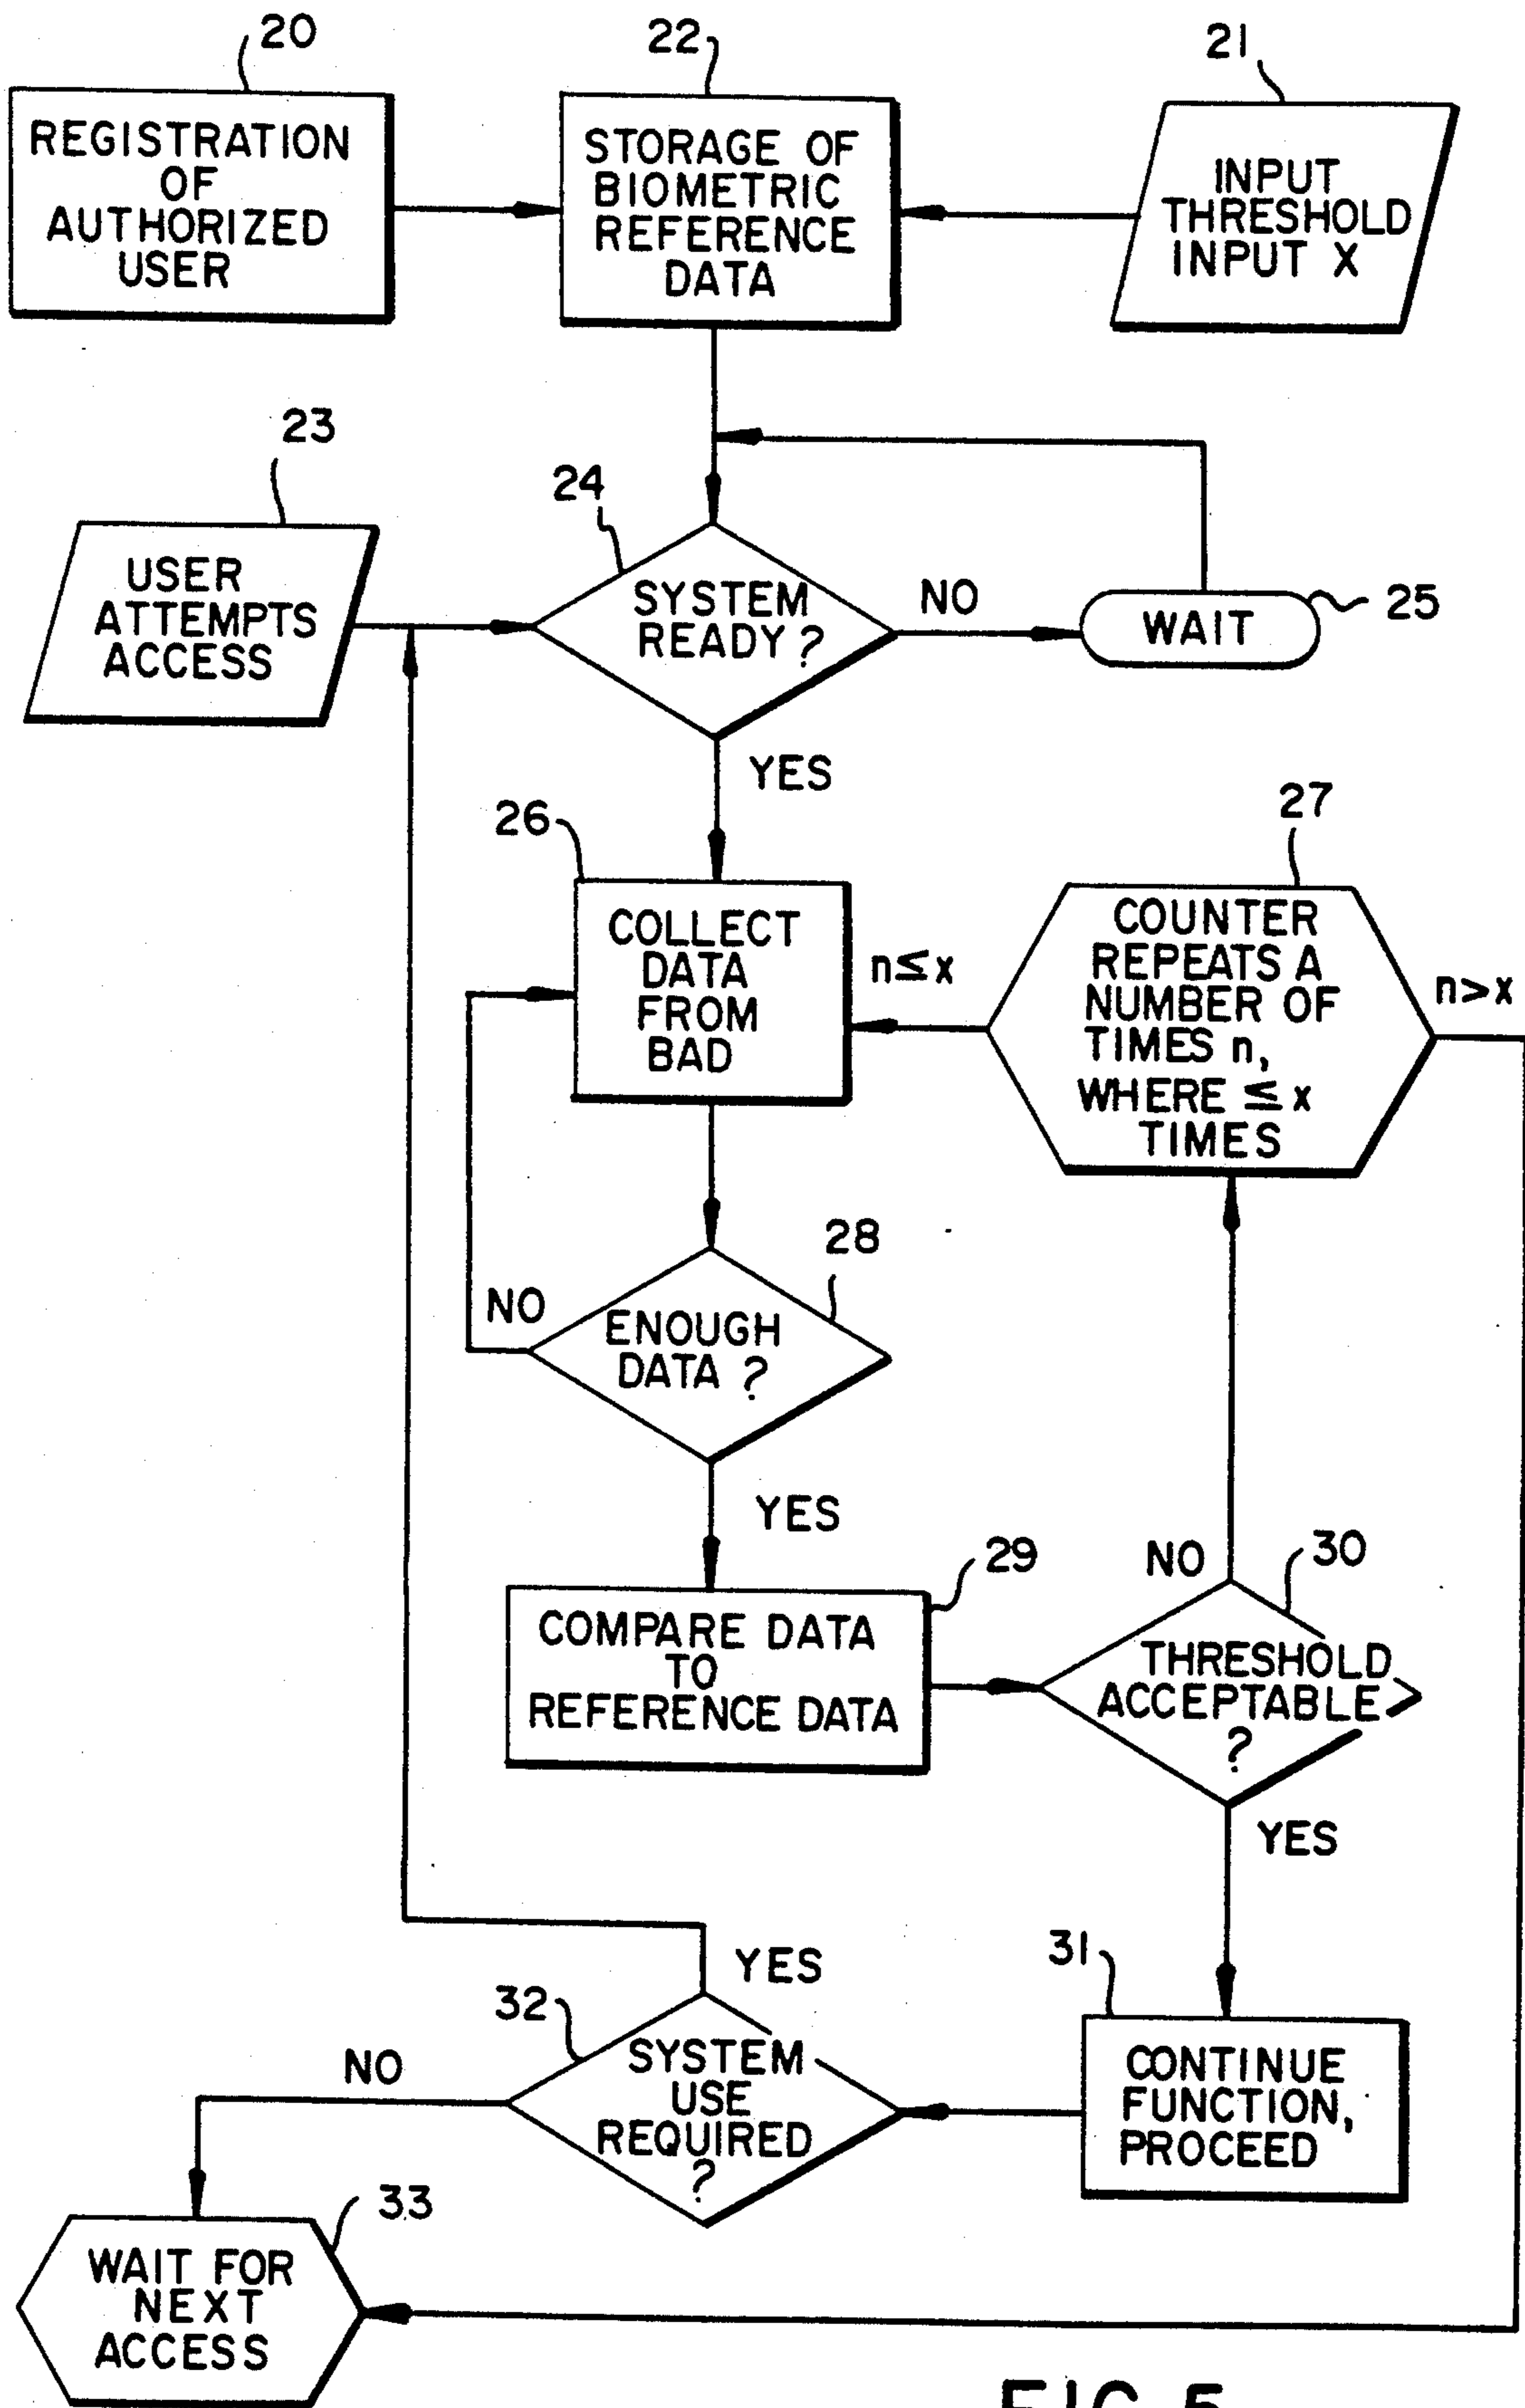 20
22
21
REGISTRATION
OF
AUTHORIZED
USER
STORAGE OF
BIOMETRIC
REFERENCE
DATA
INPUT
THRESHOLD
INPUT X
23
24
USER
ATTEMPTS
ACCESS
SYSTEM
READY?
NO
WAIT
25
YES
26
27
COLLECT
DATA
FROM
BAD
n≤x
COUNTER
REPEATS A
NUMBER OF
TIMES n,
WHERE ≤ x
TIMES
n>x
28
NO
ENOUGH
DATA ?
YES
29
NO
30
COMPARE DATA
TO
REFERENCE DATA
THRESHOLD
ACCEPTABLE
?
YES
31
YES
32
NO
SYSTEM
USE
REQUIRED
?
CONTINUE
FUNCTION,
PROCEED
33
WAIT FOR
NEXT
ACCESS
FIG. 5